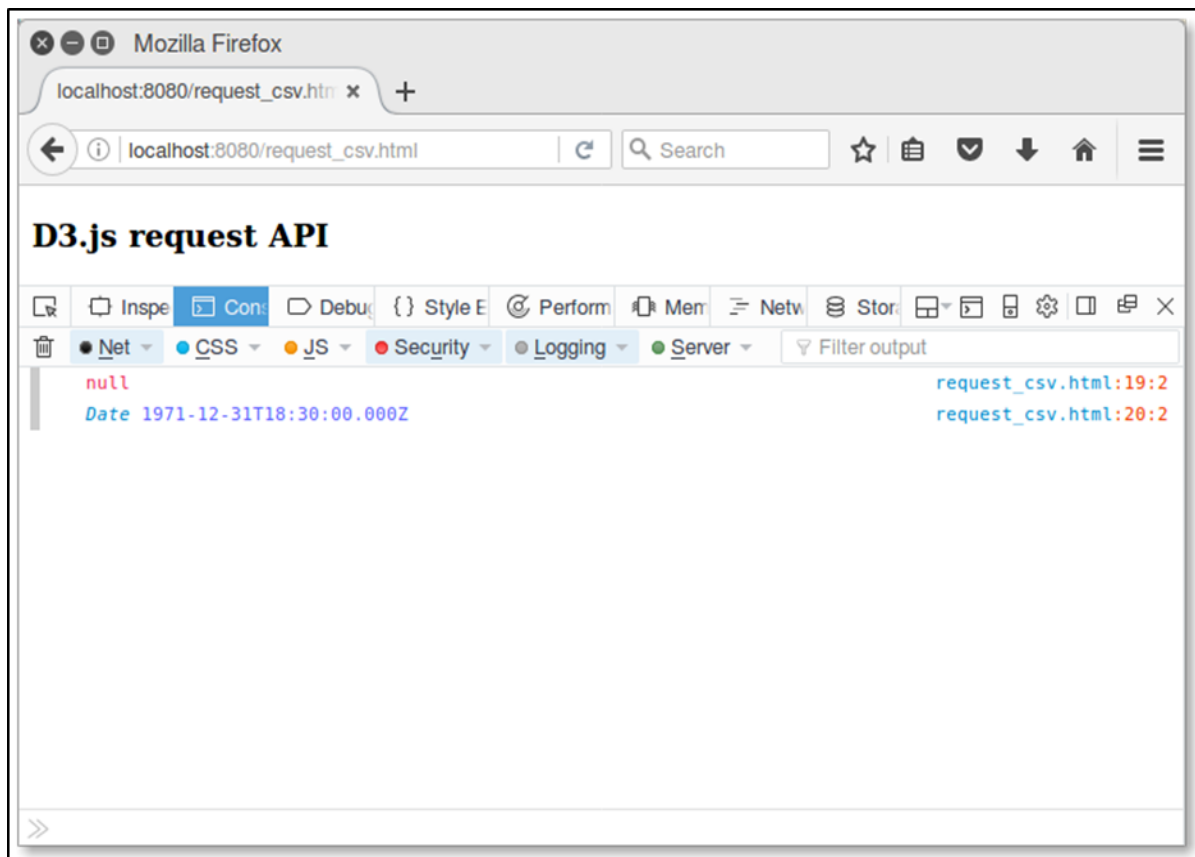 Mozilla Firefox
localhost:8080/request_csv.htm
localhost:8080/request_csv.html
Search
D3.js request API
Inspe Cons Debug { } Style E Perform Mem Netw Stora
Net CSS JS Security Logging Server Filter output
null request_csv.html:19:2
Date 1971-12-31T18:30:00.000Z request_csv.html:20:2